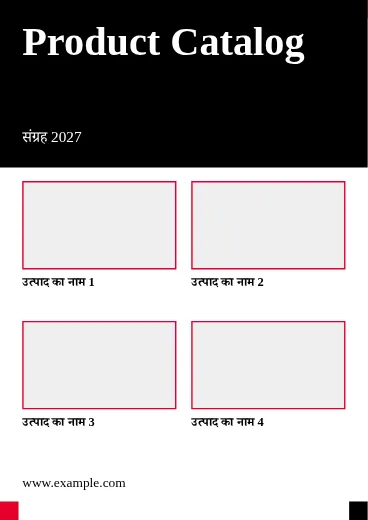 Product Catalog
संग्रह 2027
उत्पाद का नाम 1
उत्पाद का नाम 2
उत्पाद का नाम 3
उत्पाद का नाम 4
www.example.com